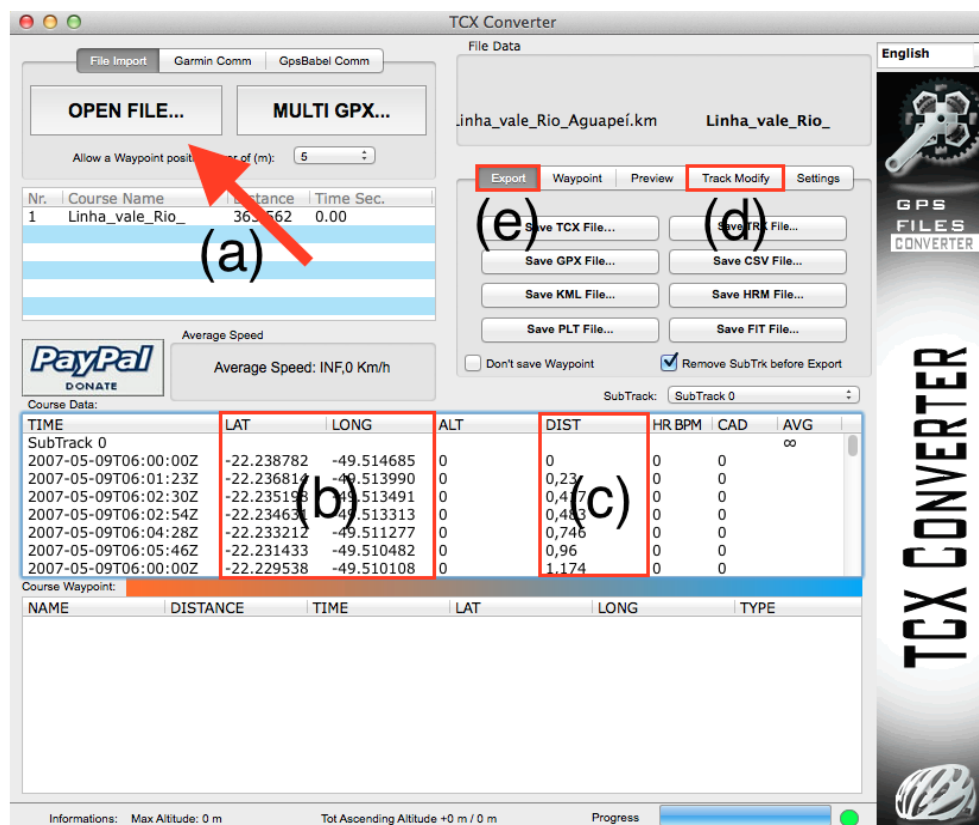 TCX Converter
File Import Garmin Comm GpsBabel Comm
OPEN FILE... MULTI GPX...
Allow a Waypoint of (m): 5
Nr. Course Name Distance Time Sec.
1 Linha_vale_Rio_ 0.00
(a)
File Data
Linha_vale_Rio_Aguapeí.km Linha_vale_Rio_
Export Waypoint Preview Track Modify Settings
(e) (d)
Save TCX File... Save TRX File...
Save GPX File... Save CSV File...
Save KML File... Save HRM File...
Save PLT File... Save FIT File...
Don't save Waypoint Remove SubTrk before Export
SubTrack: SubTrack 0
PayPal
DONATE
Average Speed
Average Speed: INF,0 Km/h
Course Data:
TIME LAT LONG ALT DIST HR BPM CAD AVG
SubTrack 0 ∞
2007-05-09T06:00:00Z -22.238782 -49.514685 0 0 0 0
2007-05-09T06:01:23Z -22.236814 -49.513990 0 0,23 0 0
2007-05-09T06:02:30Z -22.235198 -49.513491 0 0 0
2007-05-09T06:02:54Z -22.234631 -49.513313 0 0,483 0 0
2007-05-09T06:04:28Z -22.233212 -49.511277 0 0,746 0 0
2007-05-09T06:05:46Z -22.231433 -49.510482 0 0,96 0 0
2007-05-09T06:00:00Z -22.229538 -49.510108 0 1.174 0 0
(b) (c)
Course Waypoint:
NAME DISTANCE TIME LAT LONG TYPE
Informations: Max Altitude: 0 m Tot Ascending Altitude +0 m / 0 m Progress
English
GPS
FILES
CONVERTER
TCX CONVERTER